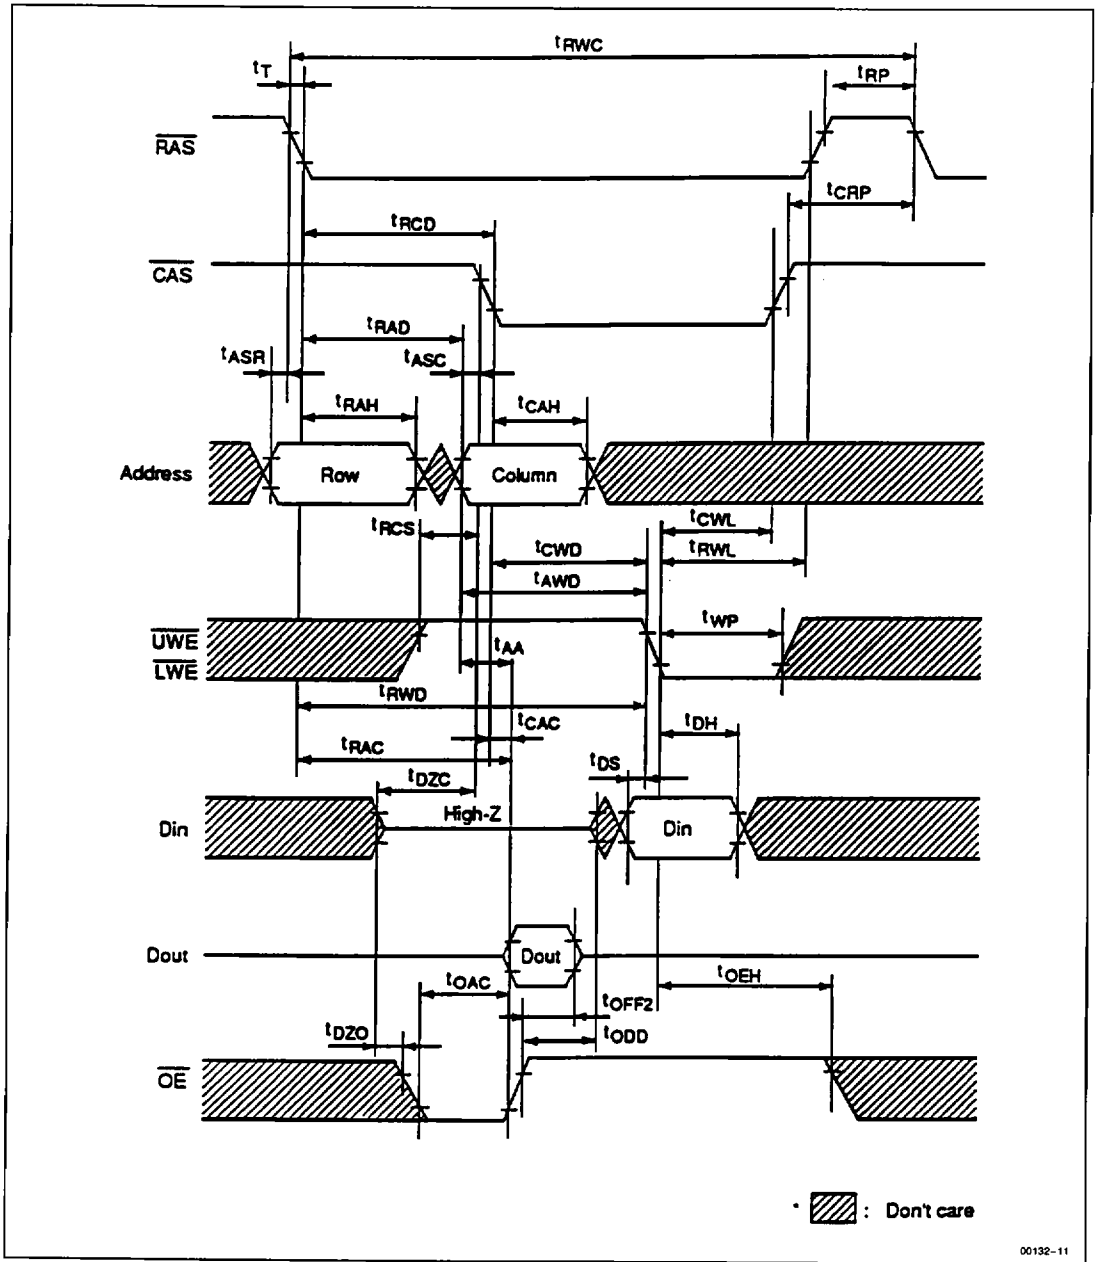 tRWC
tT
tRP
RAS
tCRP
tRCD
CAS
tRAD
tASR
tASC
tRAH
tCAH
Address
Row
Column
tRCS
tCWL
tCWD
tRWL
tAWD
UWE
tWP
LWE
tAA
tRWD
tCAC
tDH
tRAC
tDS
tDZC
High-Z
Din
Din
Dout
Dout
tOAC
tOEH
tOFF2
tDZO
tODD
OE
* : Don't care
00132-11